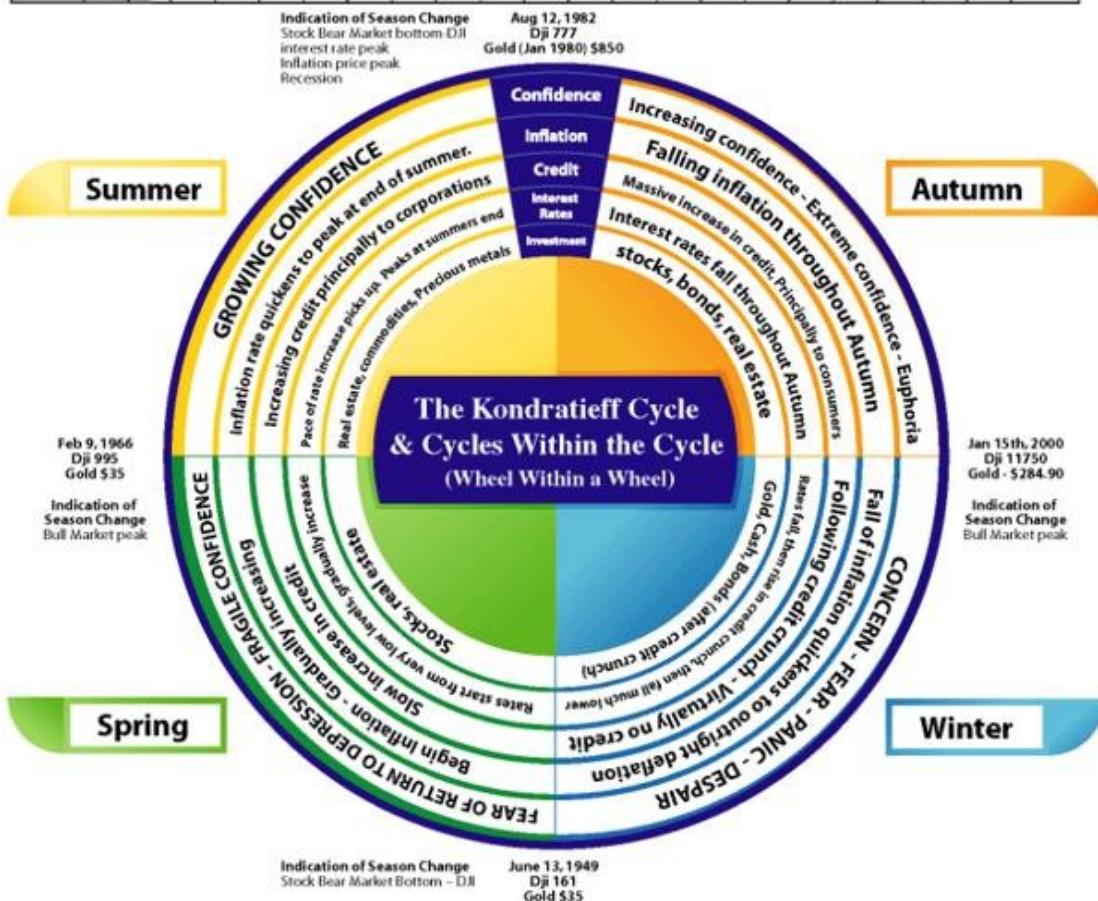 Indication of Season Change
Stock Bear Market bottom-DJI
interest rate peak
Inflation price peak
Recession
Aug 12, 1982
Dji 777
Gold (Jan 1980) $850
Confidence
Inflation
Credit
Interest
Rates
Investment
Summer
GROWING CONFIDENCE
Inflation rate quickens to peak at end of summer.
Increasing credit principally to corporations
Pace of rate increase picks up. Peaks at summers end
Real estate, commodities, Precious metals
Autumn
Increasing confidence - Extreme confidence - Euphoria
Falling inflation throughout Autumn
Massive increase in credit, Principally to consumers
Interest rates fall throughout Autumn
stocks, bonds, real estate
The Kondratieff Cycle
& Cycles Within the Cycle
(Wheel Within a Wheel)
Feb 9, 1966
Dji 995
Gold $35
Indication of
Season Change
Bull Market peak
Jan 15th, 2000
Dji 11750
Gold - $284.90
Indication of
Season Change
Bull Market peak
Spring
FEAR OF RETURN TO DEPRESSION - FRAGILE CONFIDENCE
Begin Inflation - Gradually increasing
Slow increase in credit
Rates start from very low levels, gradually increase
Stocks, real estate
Winter
CONCERN - FEAR - PANIC - DESPAIR
Fall of inflation quickens to outright deflation
Following credit crunch - Virtually no credit
Rates fall, then rise in credit crunch, then fall much lower
Gold, Cash, Bonds (after credit crunch)
Indication of Season Change
Stock Bear Market Bottom – DJI
June 13, 1949
Dji 161
Gold $35